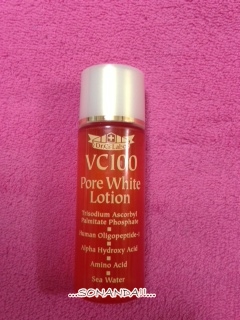 Dr.Ci:Labo
VC100
Pore White
Lotion
Trisodium Ascorbyl
Palmitate Phosphate
Human Oligopeptide-1
Alpha Hydroxy Acid
Amino Acid
Sea Water
...SONANDA!!...